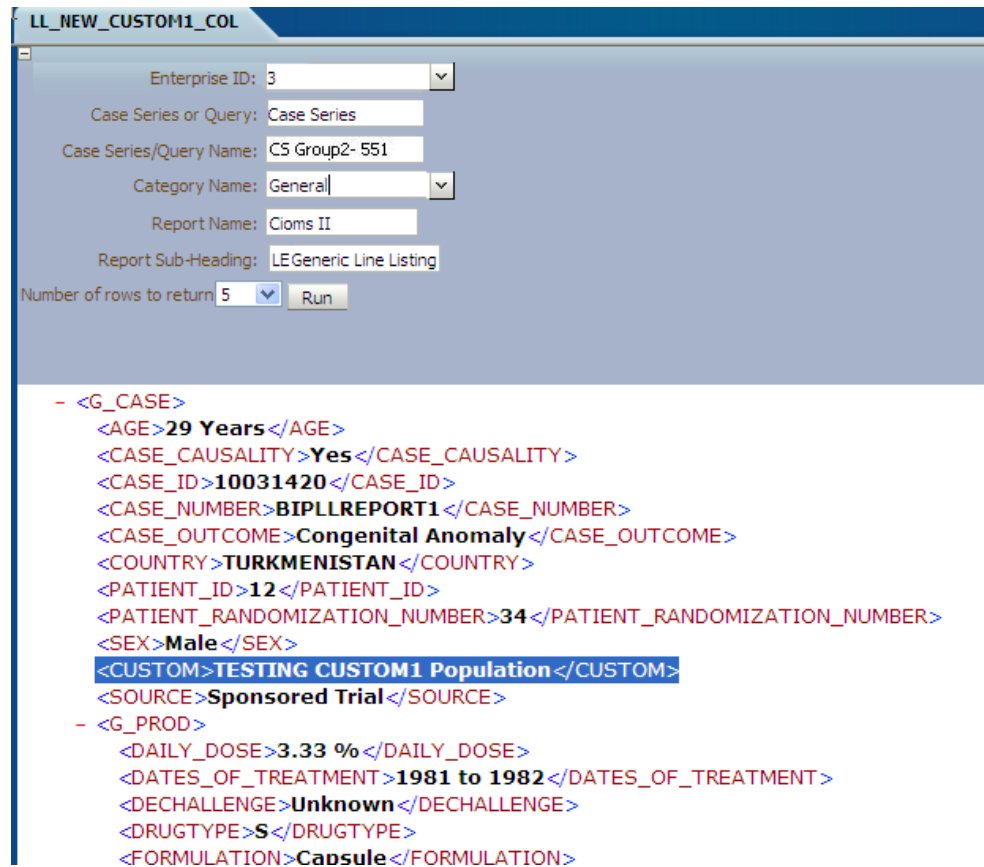 LL_NEW_CUSTOM1_COL
Enterprise ID: 3
Case Series or Query: Case Series
Case Series/Query Name: CS Group2- 551
Category Name: General
Report Name: Cioms II
Report Sub-Heading: LEGeneric Line Listing
Number of rows to return 5 Run
- <G_CASE>
<AGE>29 Years</AGE>
<CASE_CAUSALITY>Yes</CASE_CAUSALITY>
<CASE_ID>10031420</CASE_ID>
<CASE_NUMBER>BIPLLREPORT1</CASE_NUMBER>
<CASE_OUTCOME>Congenital Anomaly</CASE_OUTCOME>
<COUNTRY>TURKMENISTAN</COUNTRY>
<PATIENT_ID>12</PATIENT_ID>
<PATIENT_RANDOMIZATION_NUMBER>34</PATIENT_RANDOMIZATION_NUMBER>
<SEX>Male</SEX>
<CUSTOM>TESTING CUSTOM1 Population</CUSTOM>
<SOURCE>Sponsored Trial</SOURCE>
- <G_PROD>
<DAILY_DOSE>3.33 %</DAILY_DOSE>
<DATES_OF_TREATMENT>1981 to 1982</DATES_OF_TREATMENT>
<DECHALLENGE>Unknown</DECHALLENGE>
<DRUGTYPE>S</DRUGTYPE>
<FORMULATION>Capsule</FORMULATION>